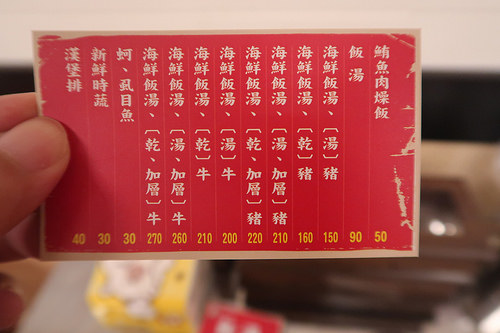 鮪魚肉燥飯 50
飯湯 90
海鮮飯湯、〔湯〕豬 150
海鮮飯湯、〔乾〕豬 160
海鮮飯湯、〔湯、加層〕豬 210
海鮮飯湯、〔乾、加層〕豬 220
海鮮飯湯、〔湯〕牛 200
海鮮飯湯、〔乾〕牛 210
海鮮飯湯、〔湯、加層〕牛 260
海鮮飯湯、〔乾、加層〕牛 270
蚵、虱目魚 30
新鮮時蔬 30
漢堡排 40